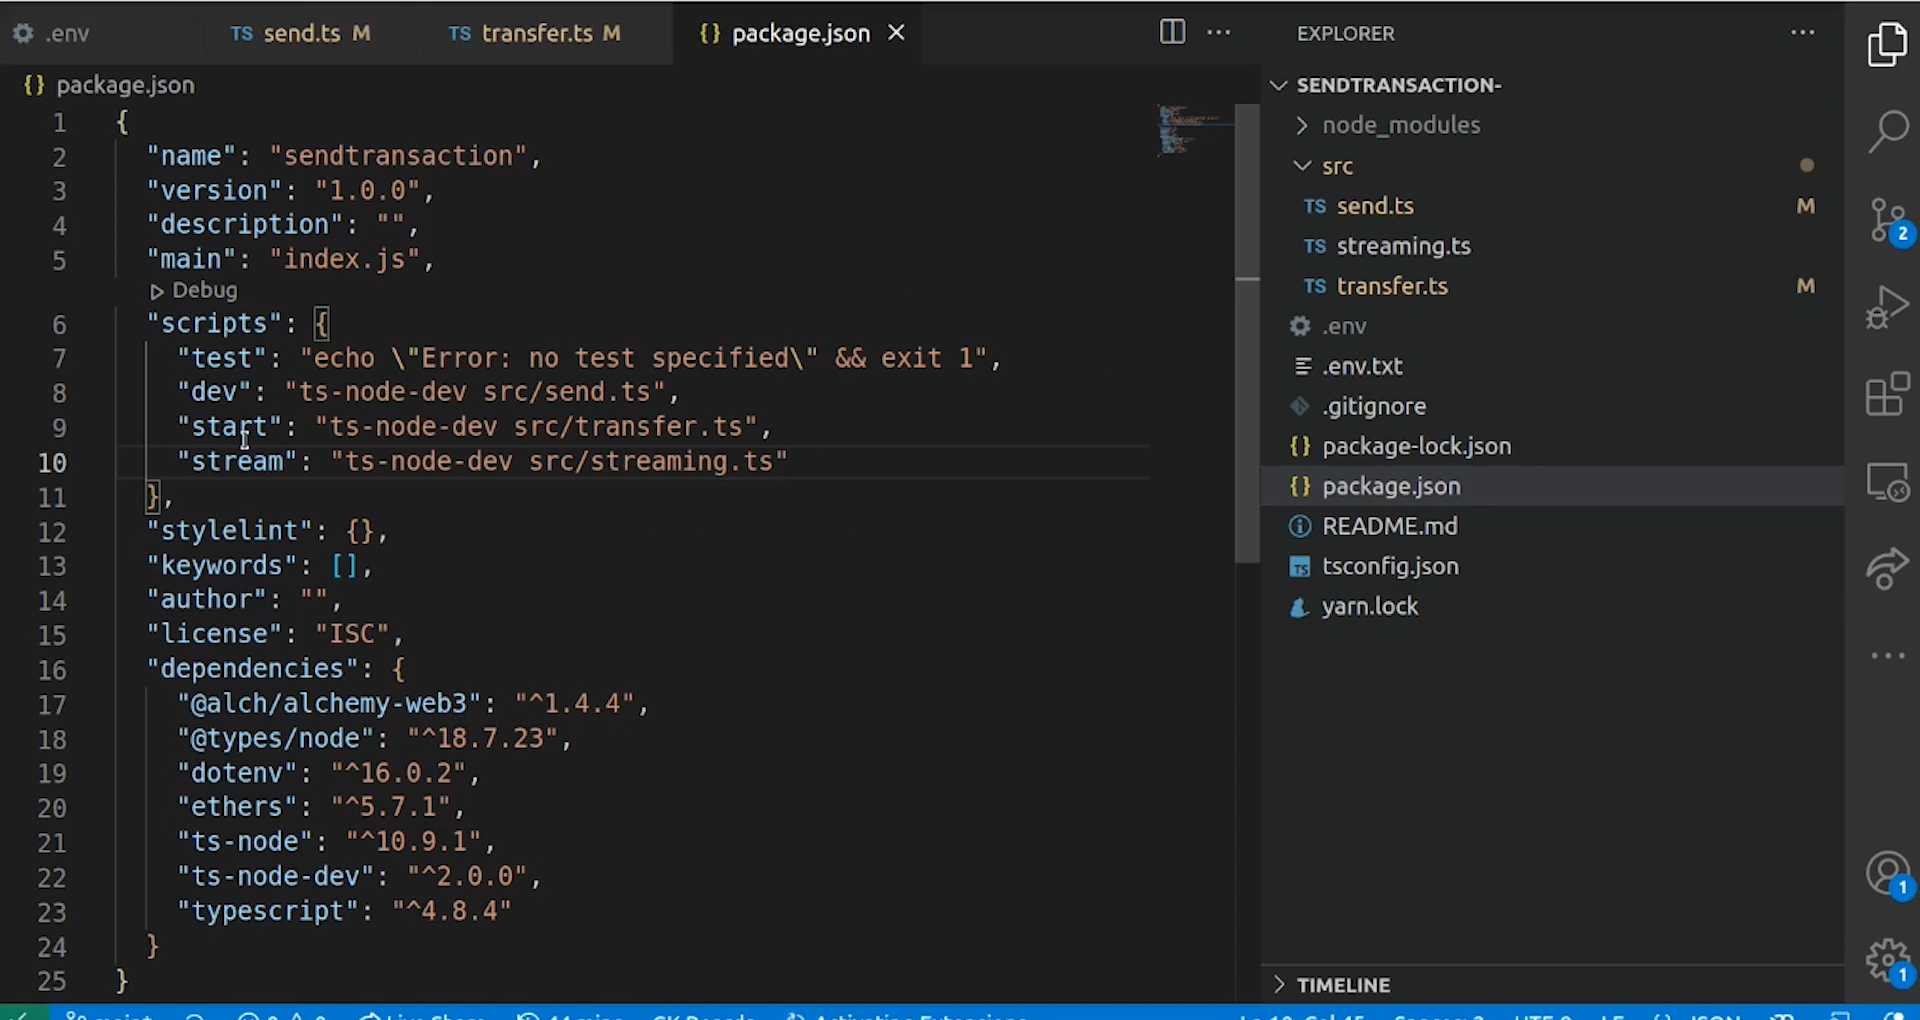 .env
TS send.ts M
TS transfer.ts M
{} package.json
EXPLORER
{} package.json
1 {
2 "name": "sendtransaction",
3 "version": "1.0.0",
4 "description": "",
5 "main": "index.js",
Debug
6 "scripts": {
7 "test": "echo \"Error: no test specified\" && exit 1",
8 "dev": "ts-node-dev src/send.ts",
9 "start": "ts-node-dev src/transfer.ts",
10 "stream": "ts-node-dev src/streaming.ts"
11 },
12 "stylelint": {},
13 "keywords": [],
14 "author": "",
15 "license": "ISC",
16 "dependencies": {
17 "@alch/alchemy-web3": "^1.4.4",
18 "@types/node": "^18.7.23",
19 "dotenv": "^16.0.2",
20 "ethers": "^5.7.1",
21 "ts-node": "^10.9.1",
22 "ts-node-dev": "^2.0.0",
23 "typescript": "^4.8.4"
24 }
25 }
SENDTRANSACTION-
node_modules
src
TS send.ts M
TS streaming.ts
TS transfer.ts M
.env
.env.txt
.gitignore
{} package-lock.json
{} package.json
README.md
TS tsconfig.json
yarn.lock
TIMELINE
2
1
1